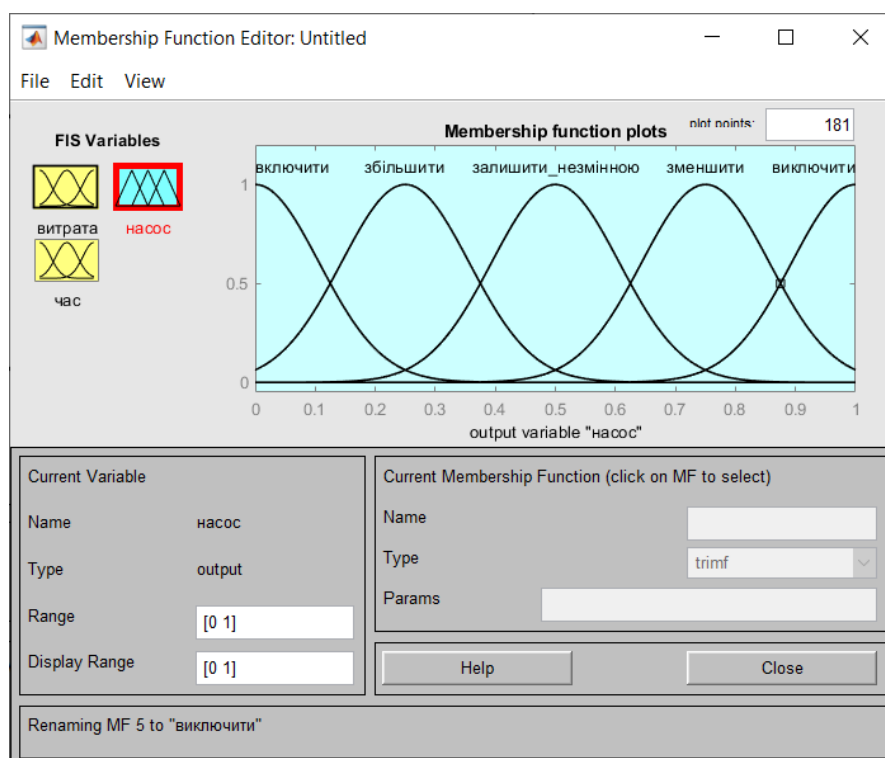 Membership Function Editor: Untitled
File Edit View
FIS Variables
витрата
насос
час
Membership function plots
plot points:
181
включити збільшити залишити_незмінною зменшити виключити
1
0.5
0
0 0.1 0.2 0.3 0.4 0.5 0.6 0.7 0.8 0.9 1
output variable "насос"
Current Variable
Name насос
Type output
Range [0 1]
Display Range [0 1]
Current Membership Function (click on MF to select)
Name
Type trimf
Params
Help Close
Renaming MF 5 to "виключити"